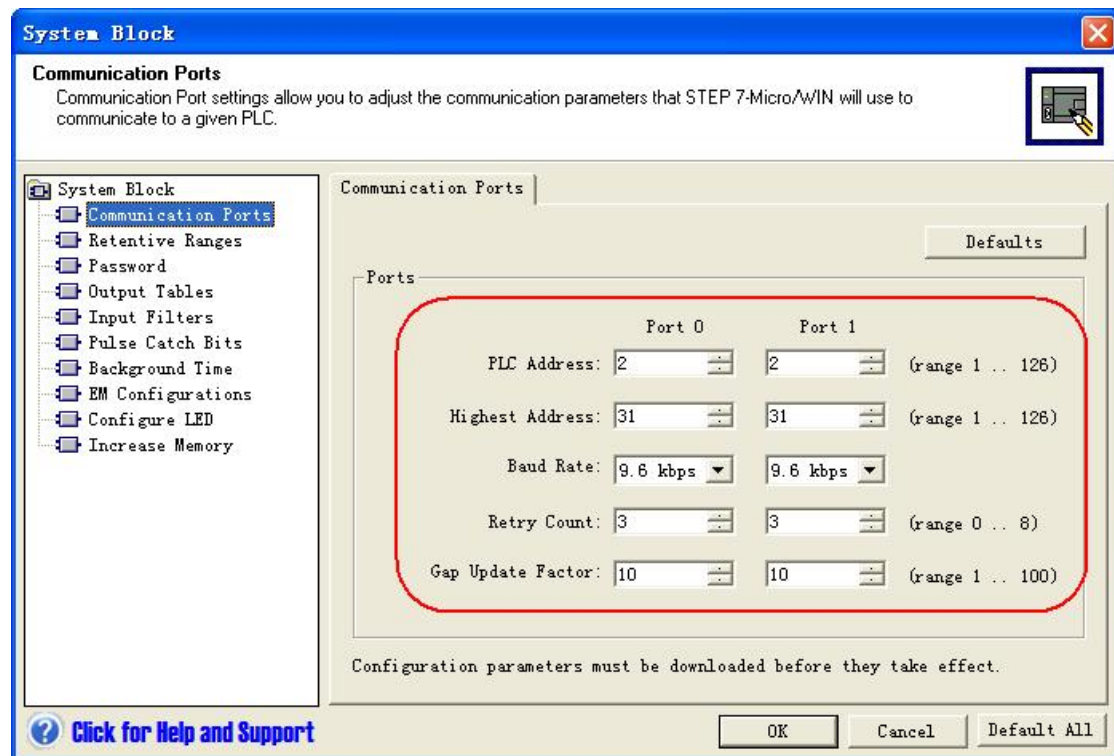 System Block
Communication Ports
Communication Port settings allow you to adjust the communication parameters that STEP 7-Micro/WIN will use to
communicate to a given PLC.
System Block
Communication Ports
Retentive Ranges
Password
Output Tables
Input Filters
Pulse Catch Bits
Background Time
EM Configurations
Configure LED
Increase Memory
Communication Ports
Defaults
Ports
Port 0 Port 1
PLC Address: 2 2 (range 1 .. 126)
Highest Address: 31 31 (range 1 .. 126)
Baud Rate: 9.6 kbps 9.6 kbps
Retry Count: 3 3 (range 0 .. 8)
Gap Update Factor: 10 10 (range 1 .. 100)
Configuration parameters must be downloaded before they take effect.
Click for Help and Support
OK Cancel Default All